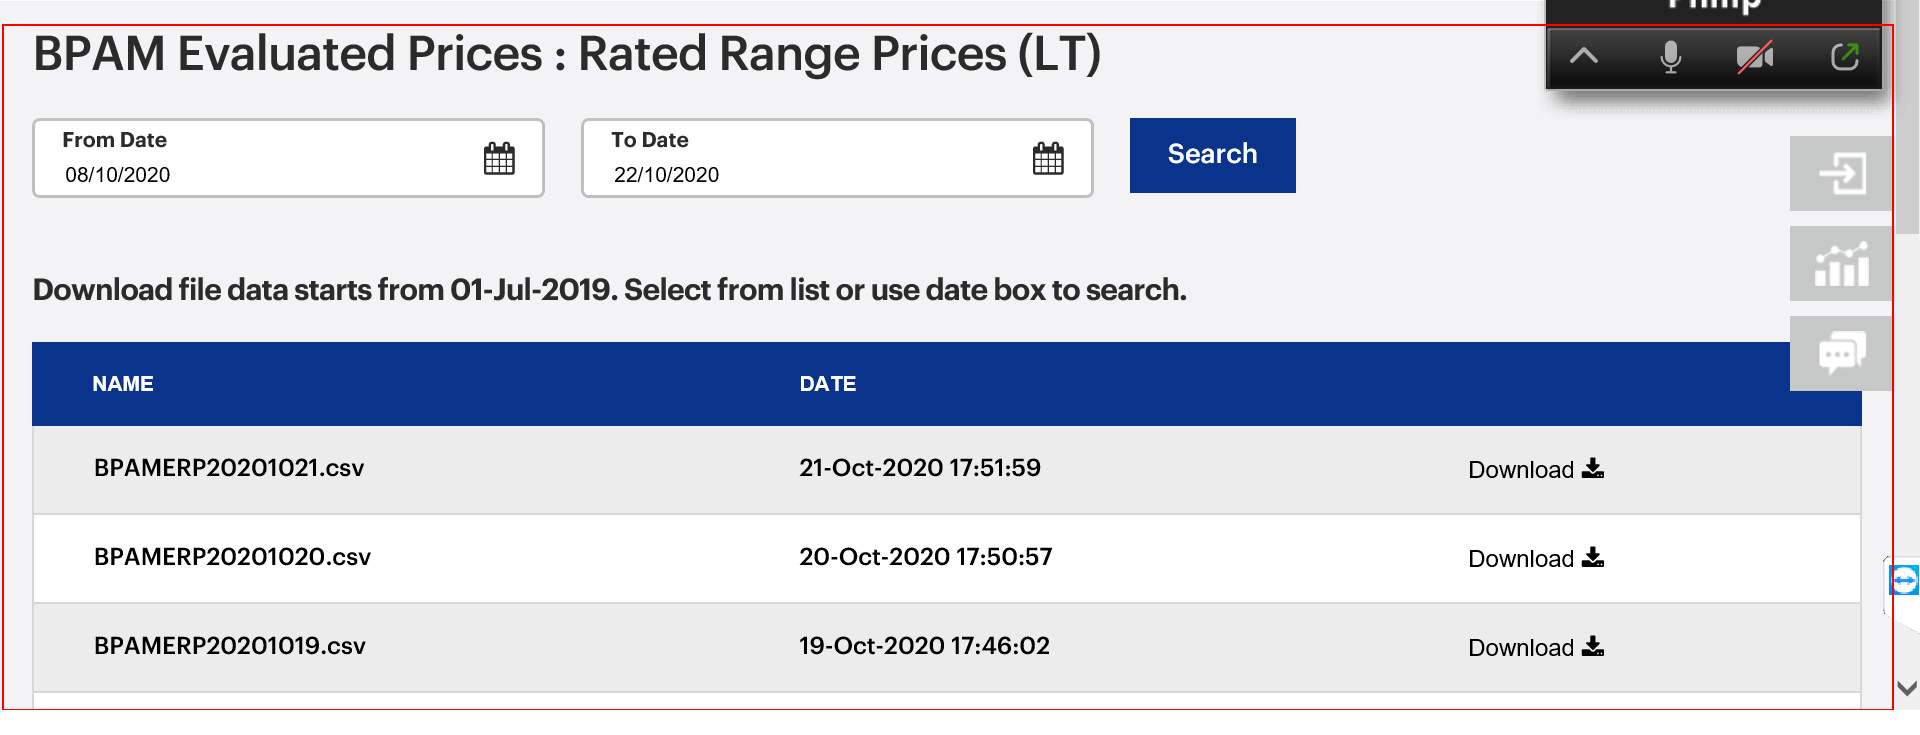 BPAM Evaluated Prices : Rated Range Prices (LT)
From Date
08/10/2020
To Date
22/10/2020
Search
Download file data starts from 01-Jul-2019. Select from list or use date box to search.
NAME DATE
BPAMERP20201021.csv 21-Oct-2020 17:51:59 Download
BPAMERP20201020.csv 20-Oct-2020 17:50:57 Download
BPAMERP20201019.csv 19-Oct-2020 17:46:02 Download